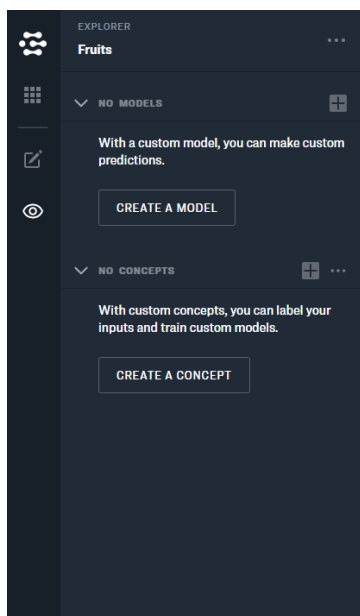 EXPLORER
Fruits
NO MODELS
With a custom model, you can make custom
predictions.
CREATE A MODEL
NO CONCEPTS
With custom concepts, you can label your
inputs and train custom models.
CREATE A CONCEPT